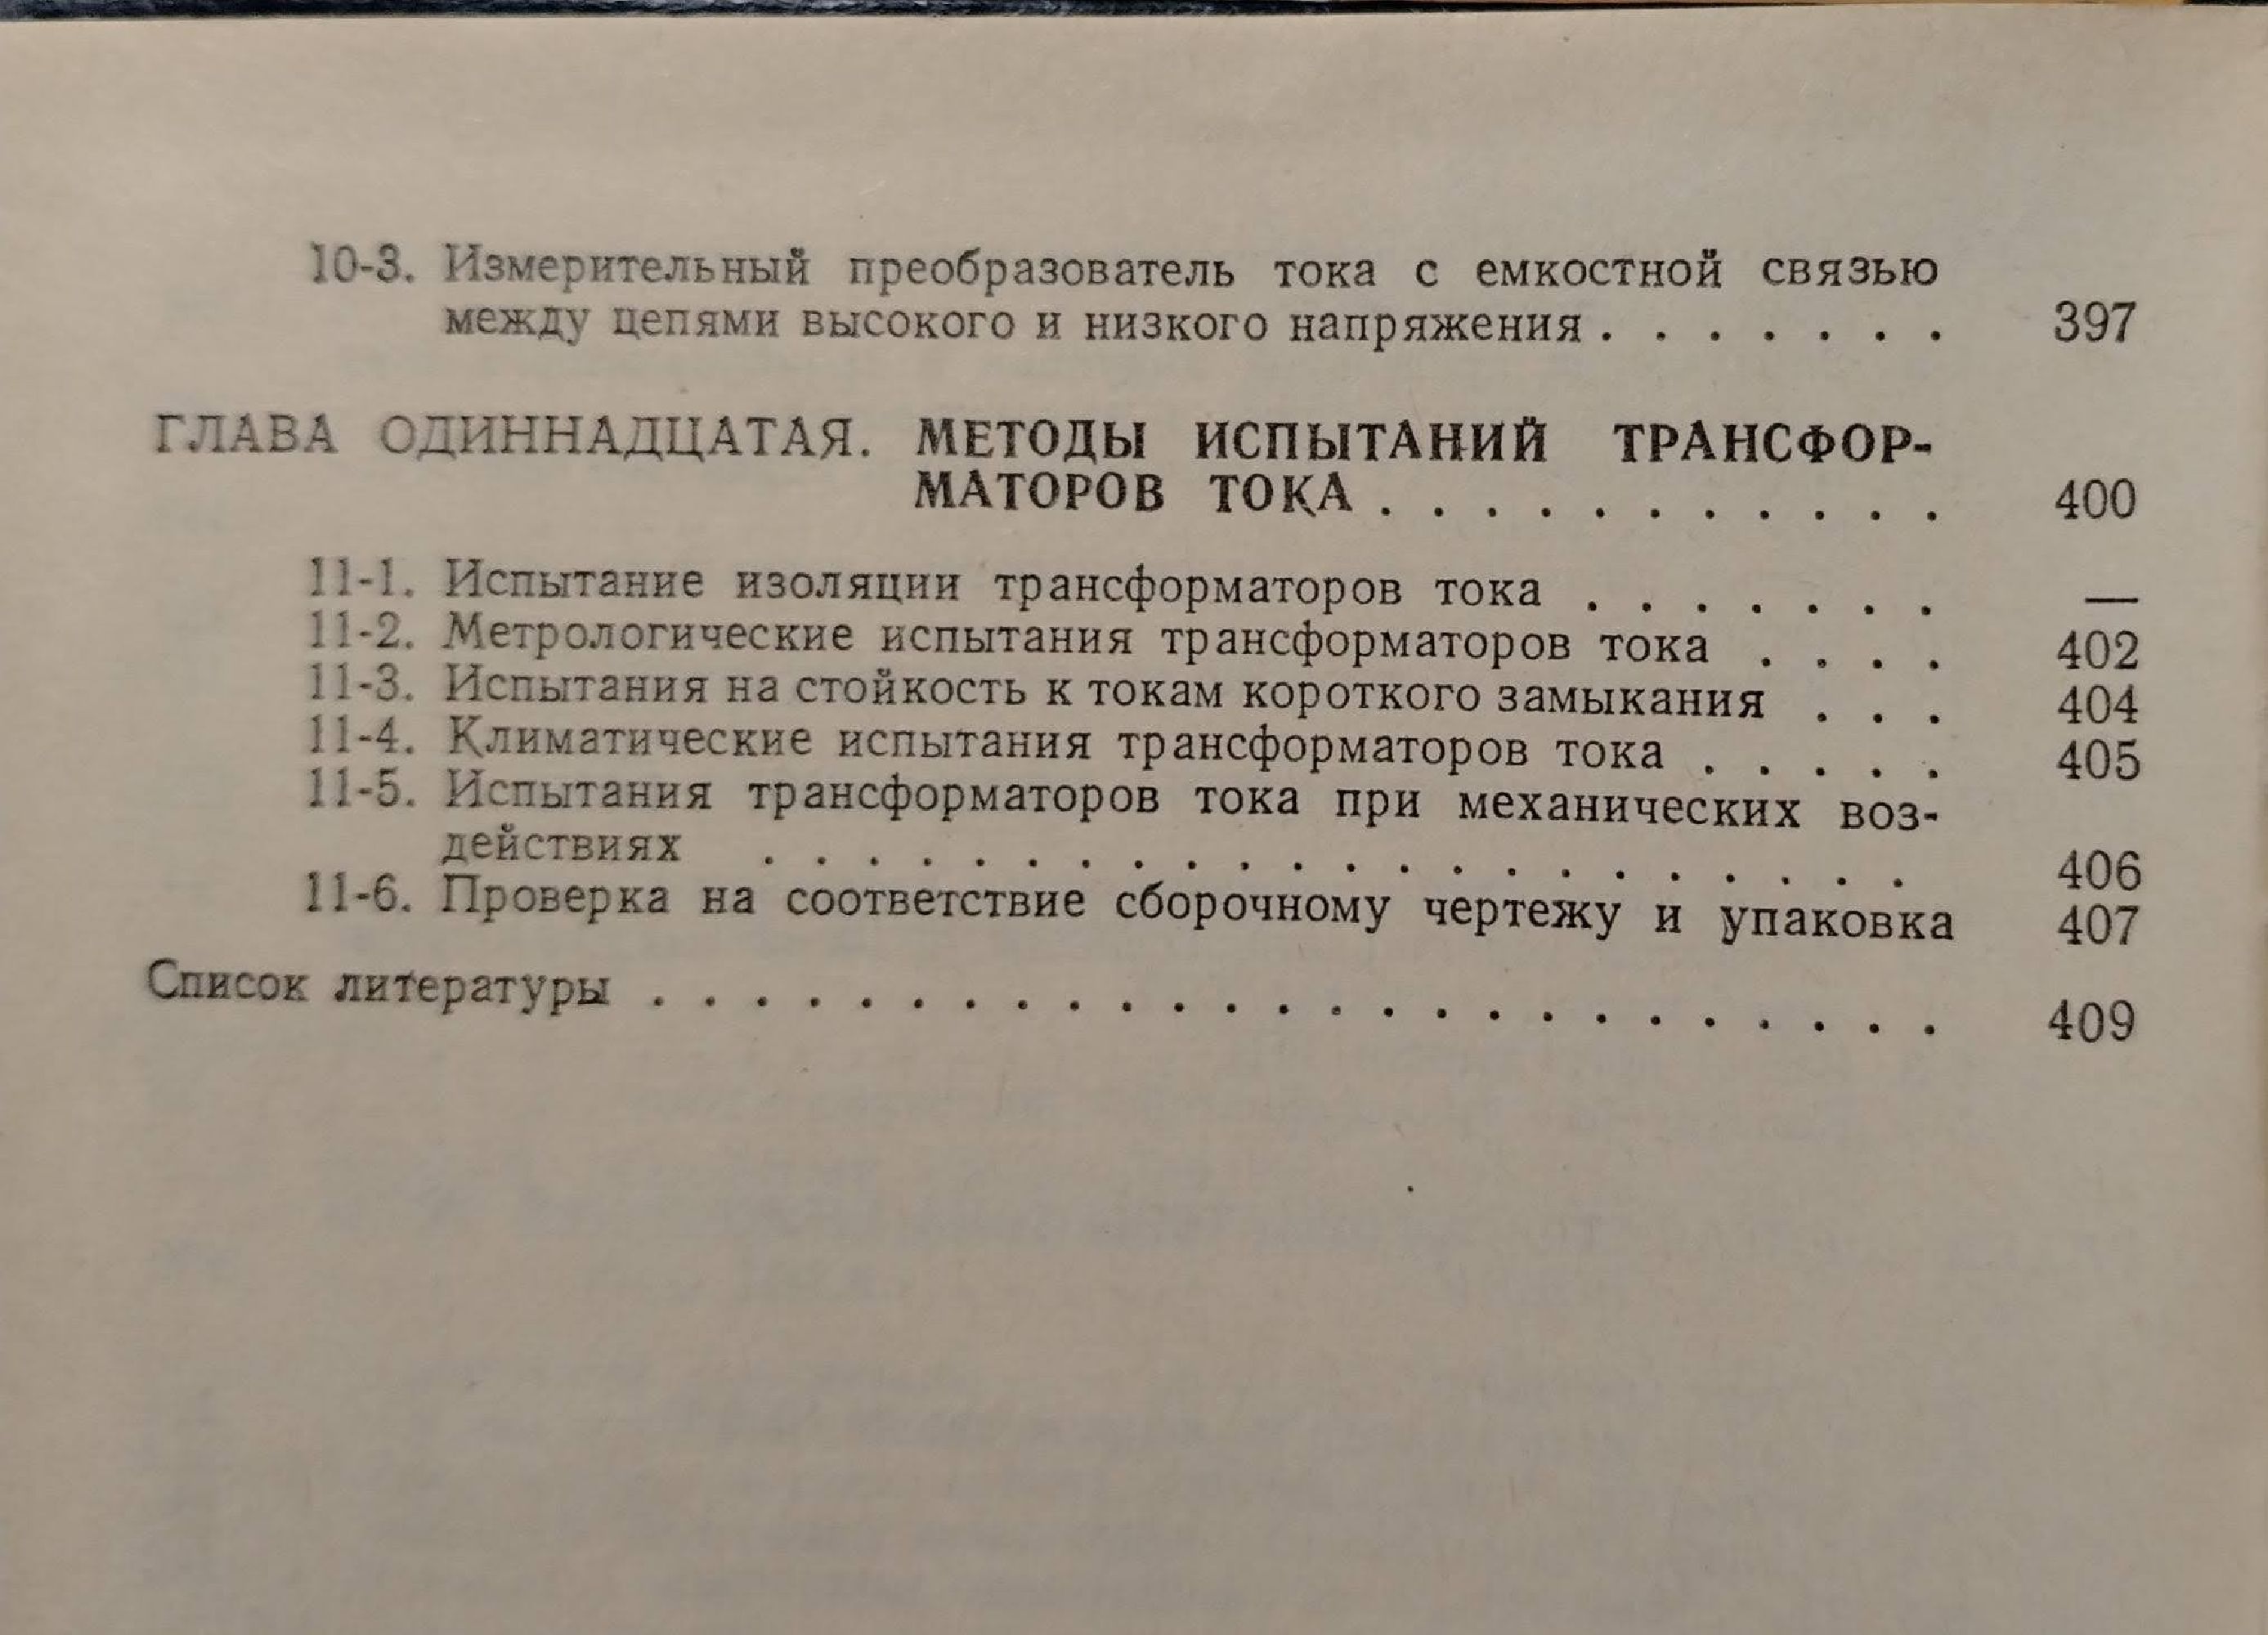 10-3. Измерительный преобразователь тока с емкостной связью
между цепями высокого и низкого напряжения . . . . . . . 397
ГЛАВА ОДИННАДЦАТАЯ. МЕТОДЫ ИСПЫТАНИЙ ТРАНСФОР-
МАТОРОВ ТОКА . . . . . . . . . . . 400
11-1. Испытание изоляции трансформаторов тока . . . . . . . —
11-2. Метрологические испытания трансформаторов тока . . . . 402
11-3. Испытания на стойкость к токам короткого замыкания . . . 404
11-4. Климатические испытания трансформаторов тока . . . . . 405
11-5. Испытания трансформаторов тока при механических воз-
действиях . . . . . . . . . . . . . . . . . . . . . . 406
11-6. Проверка на соответствие сборочному чертежу и упаковка 407
Список литературы . . . . . . . . . . . . . . . . . . . . . . . . . 409